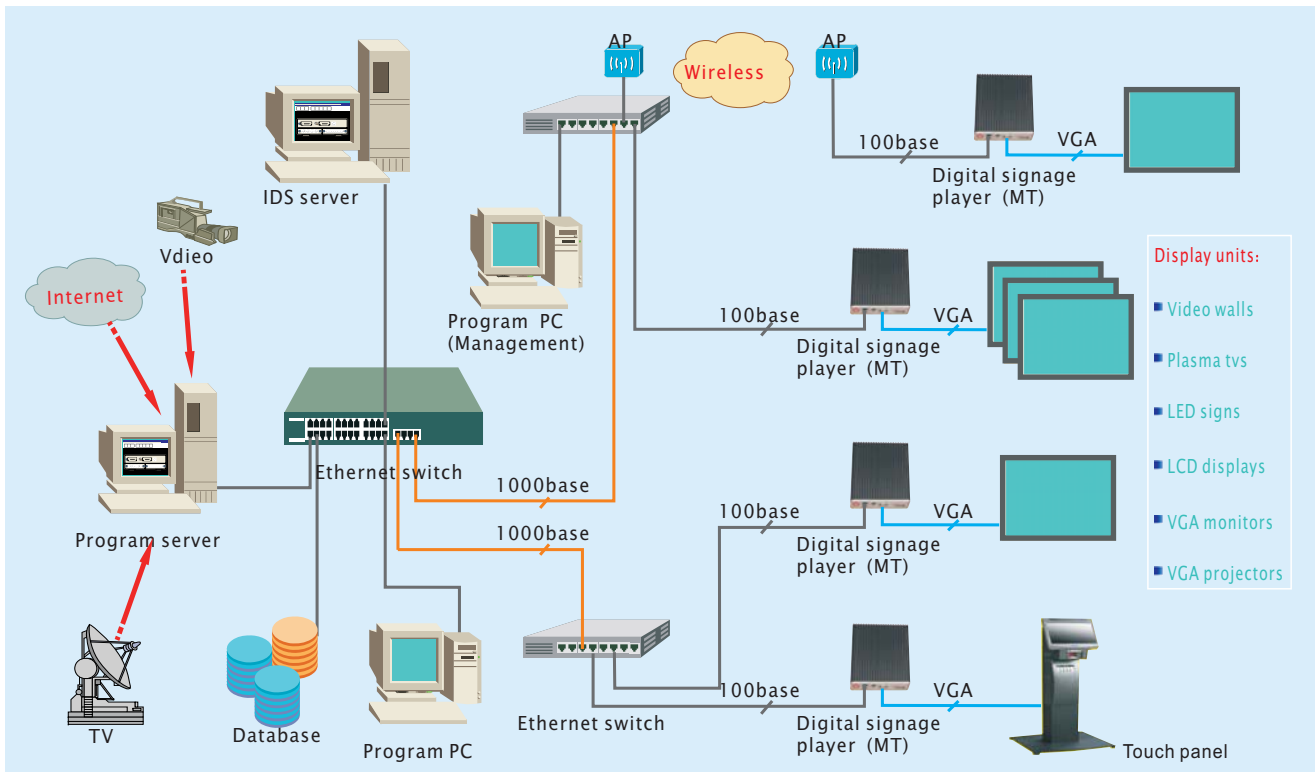 AP
Wireless
AP
100base
VGA
Digital signage
player (MT)
IDS server
Vdieo
Internet
Program PC
(Management)
100base
VGA
Digital signage
player (MT)
Display units:
Video walls
Plasma tvs
LED signs
LCD displays
VGA monitors
VGA projectors
Ethernet switch
1000base
1000base
Program server
100base
VGA
Digital signage
player (MT)
TV
Database
Program PC
Ethernet switch
100base
VGA
Digital signage
player (MT)
Touch panel